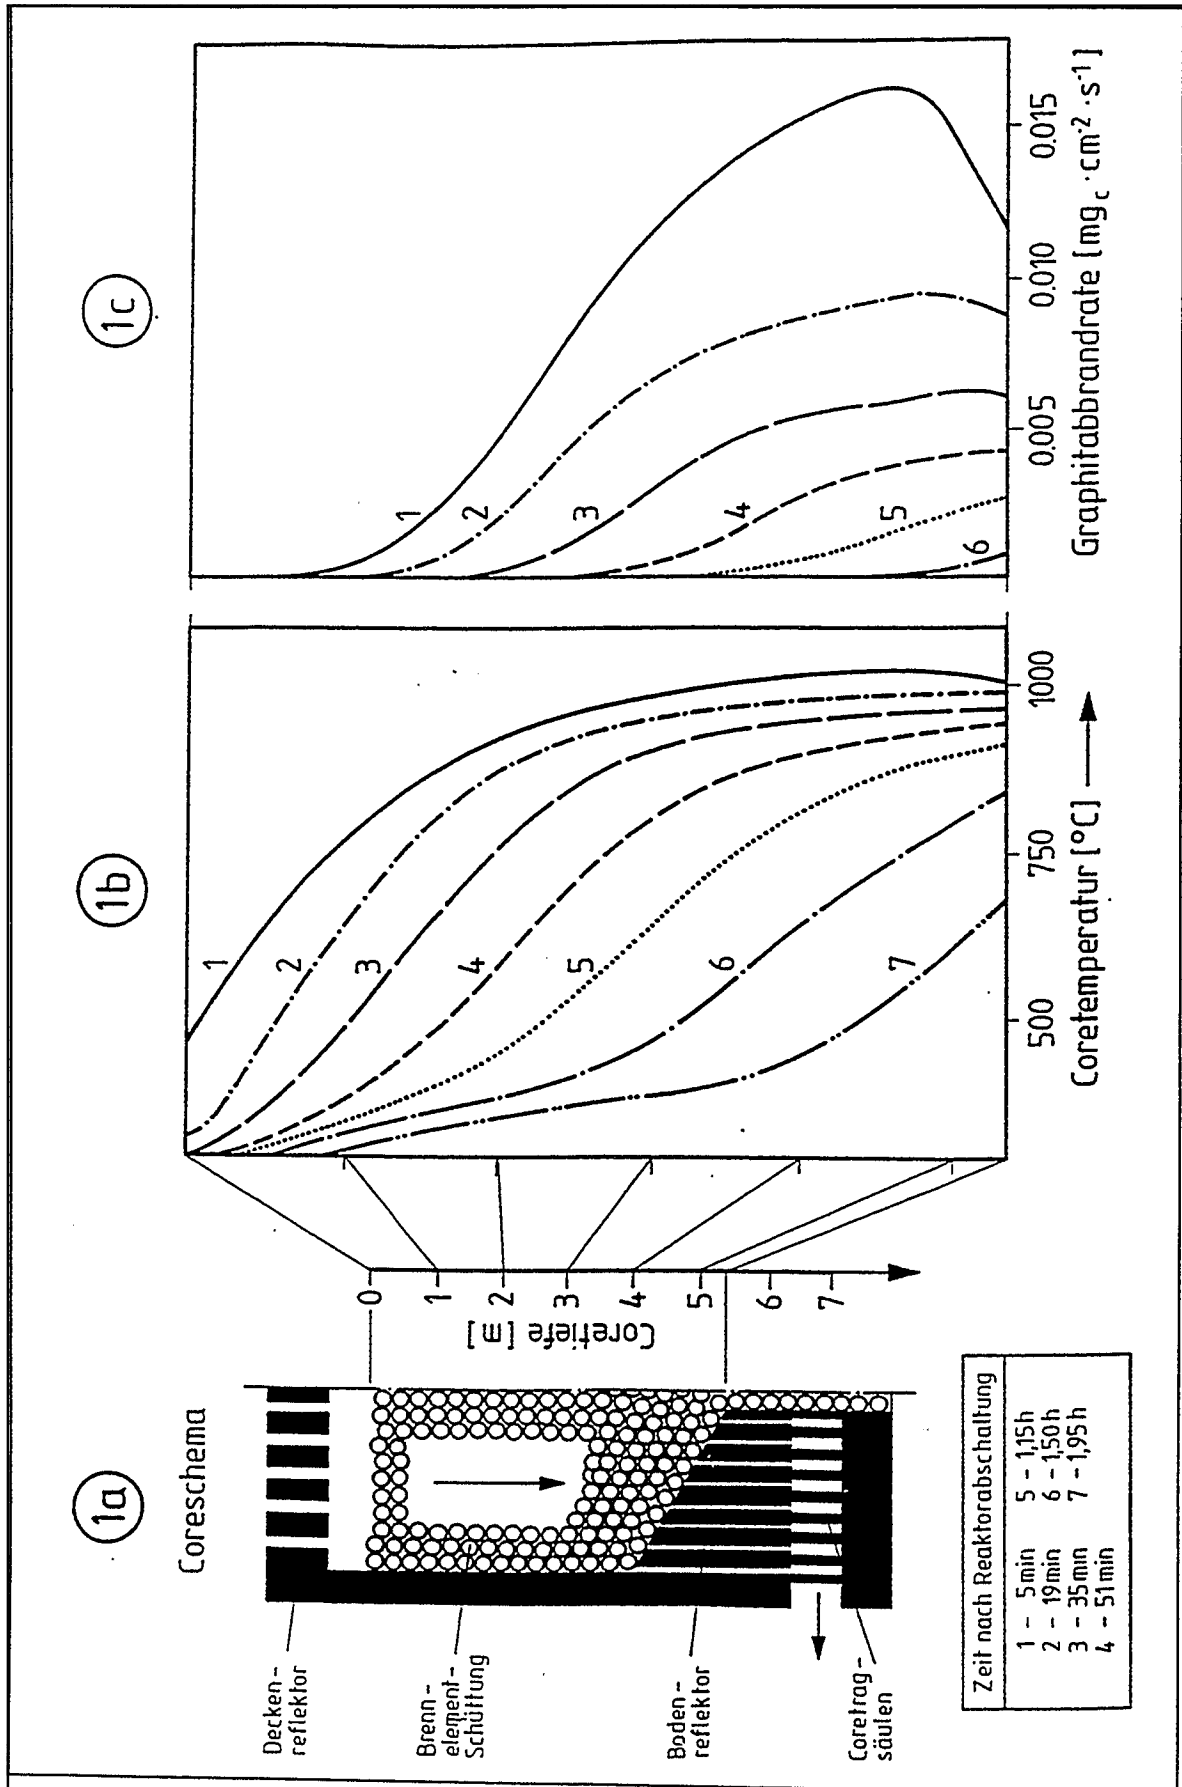 1a
Coreschema
Decken-
reflektor
Brenn-
element-
Schüttung
Boden-
reflektor
Coretrag-
säulen
Coretiefe [m]
0
1
2
3
4
5
6
7
Zeit nach Reaktorabschaltung
1 - 5min 5 - 1,15h
2 - 19min 6 - 1,50h
3 - 35min 7 - 1,95h
4 - 51min
1b
1
2
3
4
5
6
7
500 750 1000
Coretemperatur [°C]
1c
1
2
3
4
5
6
0.005 0.010 0.015
Graphitabbrandrate [mg c · cm⁻² · s⁻¹]